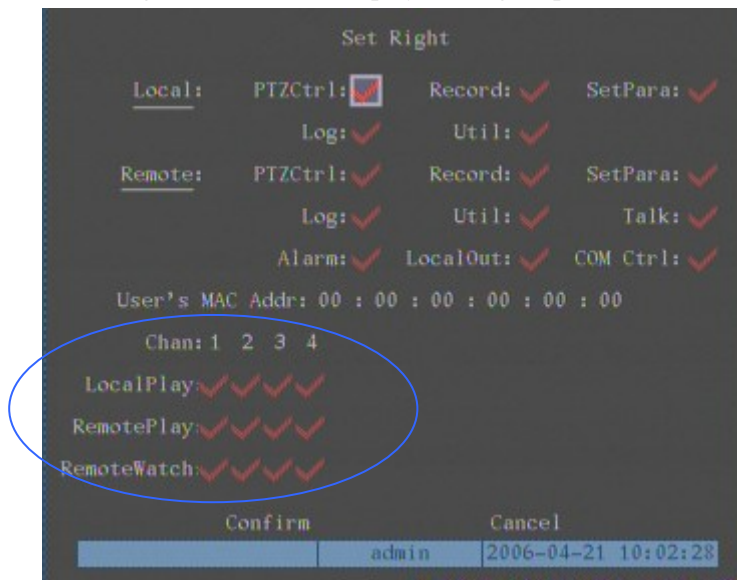 Set Right
Local: PTZCtrl: Record: SetPara:
Log: Util:
Remote: PTZCtrl: Record: SetPara:
Log: Util: Talk:
Alarm: LocalOut: COM Ctrl:
User's MAC Addr: 00 : 00 : 00 : 00 : 00 : 00
Chan: 1 2 3 4
LocalPlay:
RemotePlay:
RemoteWatch:
Confirm Cancel
admin 2006-04-21 10:02:28